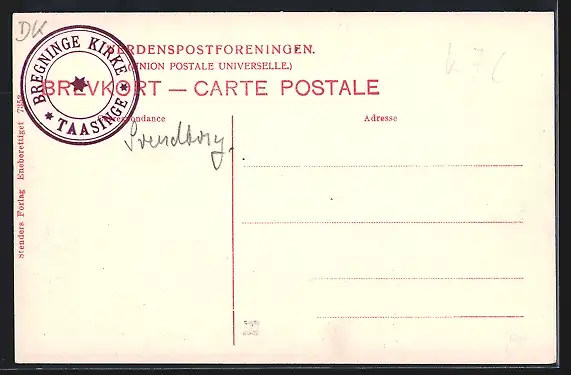 DK
BREGNINGE KIRKE
TAASINGE
VERDENSPOSTFORENINGEN.
(UNION POSTALE UNIVERSELLE.)
BREVKORT — CARTE POSTALE
Correspondance
Adresse
Svendborg.
Stenders Forlag Eneberettiget